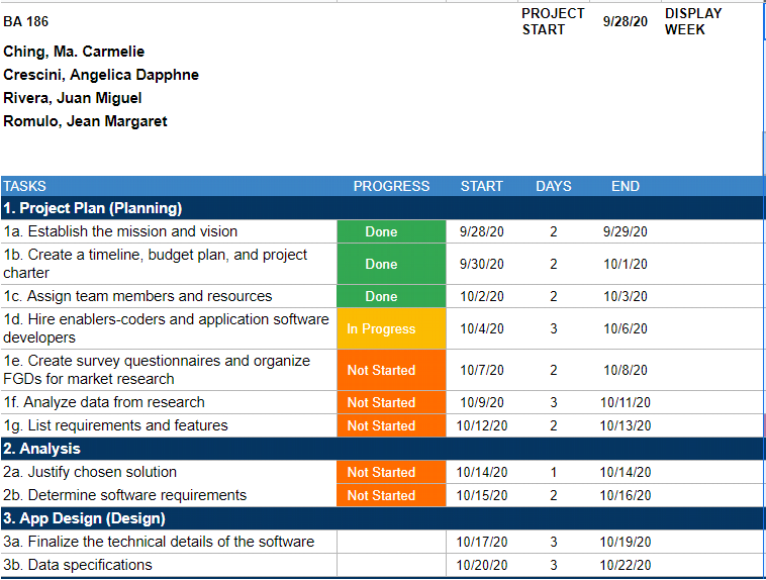 BA 186 PROJECT START 9/28/20 DISPLAY WEEK
Ching, Ma. Carmelie
Crescini, Angelica Dapphne
Rivera, Juan Miguel
Romulo, Jean Margaret
TASKS PROGRESS START DAYS END
1. Project Plan (Planning)
1a. Establish the mission and vision Done 9/28/20 2 9/29/20
1b. Create a timeline, budget plan, and project charter Done 9/30/20 2 10/1/20
1c. Assign team members and resources Done 10/2/20 2 10/3/20
1d. Hire enablers-coders and application software developers In Progress 10/4/20 3 10/6/20
1e. Create survey questionnaires and organize FGDs for market research Not Started 10/7/20 2 10/8/20
1f. Analyze data from research Not Started 10/9/20 3 10/11/20
1g. List requirements and features Not Started 10/12/20 2 10/13/20
2. Analysis
2a. Justify chosen solution Not Started 10/14/20 1 10/14/20
2b. Determine software requirements Not Started 10/15/20 2 10/16/20
3. App Design (Design)
3a. Finalize the technical details of the software 10/17/20 3 10/19/20
3b. Data specifications 10/20/20 3 10/22/20